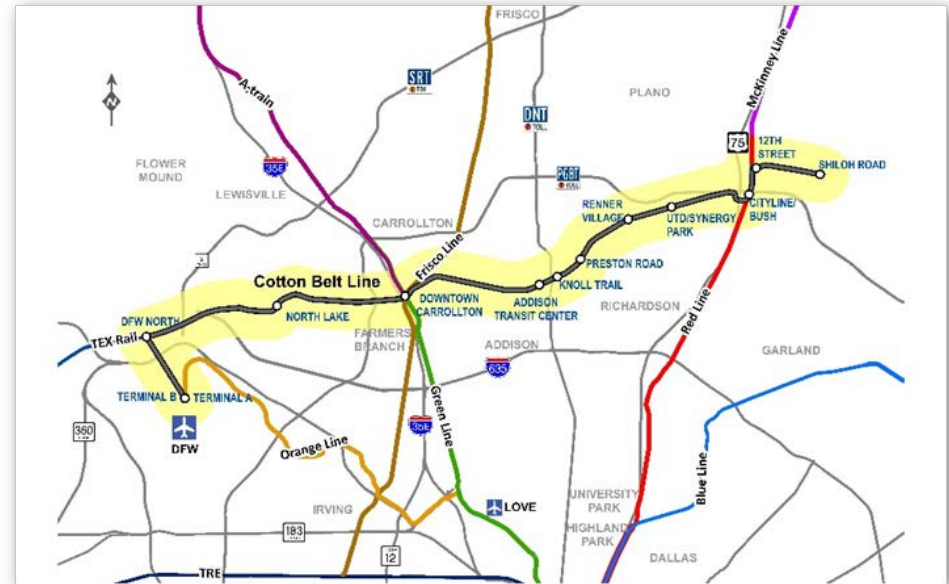 FRISCO
A-train
SRT
TOLL
McKinney Line
PLANO
DNT
TOLL
75
12TH
STREET
FLOWER
MOUND
35E
SHILOH ROAD
LEWISVILLE
PGBT
TOLL
RENNER
VILLAGE
UTD/SYNERGY
PARK
CITYLINE/
BUSH
CARROLLTON
Frisco Line
PRESTON ROAD
Cotton Belt Line
KNOLL TRAIL
DOWNTOWN
CARROLLTON
ADDISON
TRANSIT CENTER
RICHARDSON
NORTH LAKE
DFW NORTH
TEX Rail
FARMERS
BRANCH
ADDISON
Red Line
GARLAND
635
TERMINAL B
TERMINAL A
Green Line
360
DFW
35E
Orange Line
Blue Line
LOVE
UNIVERSITY
PARK
IRVING
HIGHLAND
PARK
183
12
DALLAS
TRE